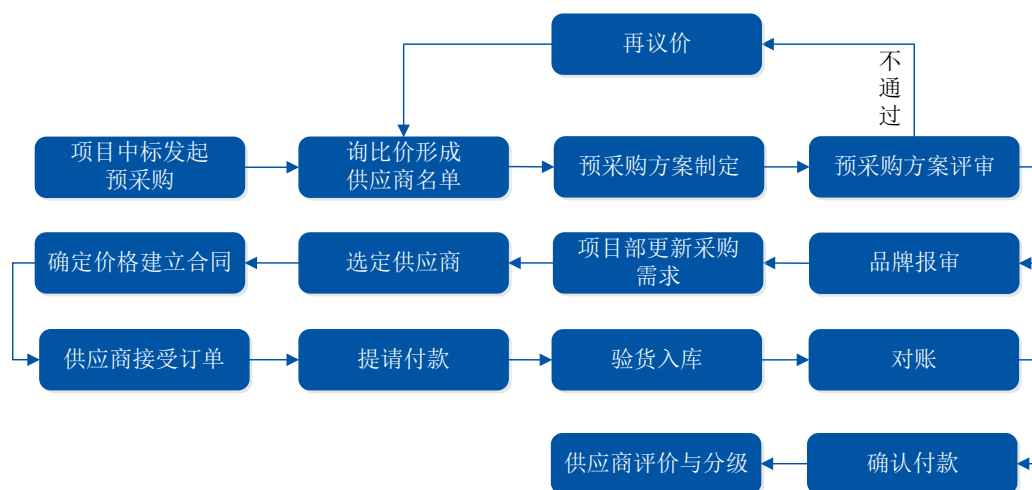 再议价
不
通
过
项目中标发起
预采购
询比价形成
供应商名单
预采购方案制定
预采购方案评审
确定价格建立合同
选定供应商
项目部更新采购
需求
品牌报审
供应商接受订单
提请付款
验货入库
对账
供应商评价与分级
确认付款